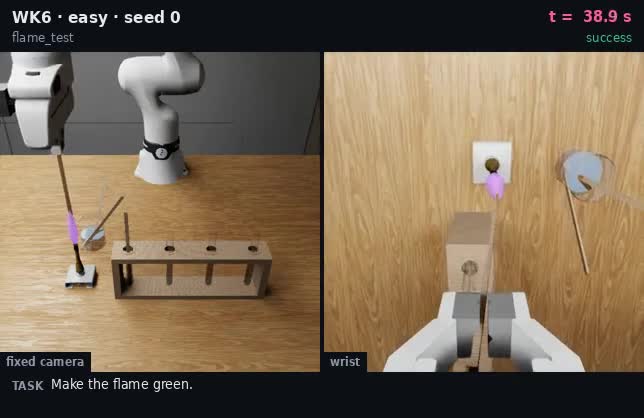 WK6 · easy · seed 0
t = 38.9 s
flame_test
success
fixed camera
wrist
TASK Make the flame green.